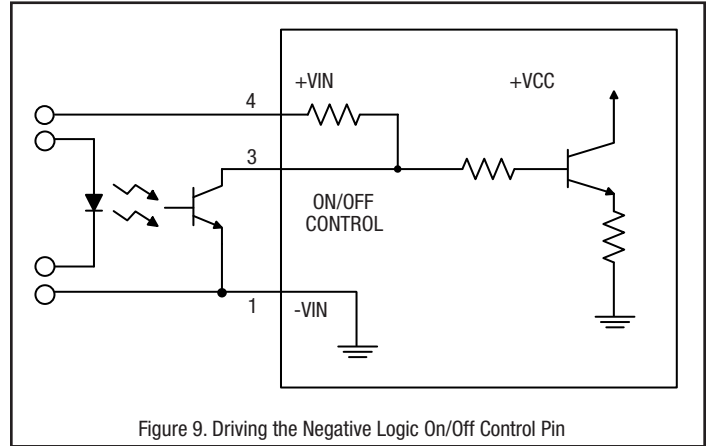 +VIN
+VCC
4
3
ON/OFF
CONTROL
1
-VIN
Figure 9. Driving the Negative Logic On/Off Control Pin